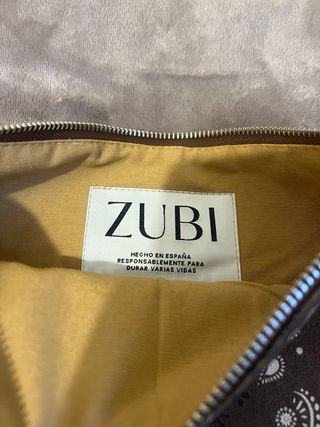 ZUBI
HECHO EN ESPAÑA
RESPONSABLEMENTE PARA
DURAR VARIAS VIDAS